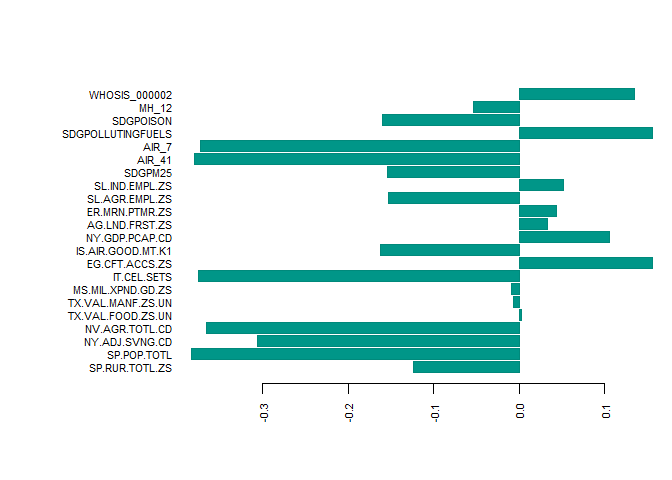 WHOSIS_000002
MH_12
SDGPOISON
SDGPOLLUTINGFUELS
AIR_7
AIR_41
SDGPM25
SL.IND.EMPL.ZS
SL.AGR.EMPL.ZS
ER.MRN.PTMR.ZS
AG.LND.FRST.ZS
NY.GDP.PCAP.CD
IS.AIR.GOOD.MT.K1
EG.CFT.ACCS.ZS
IT.CEL.SETS
MS.MIL.XPND.GD.ZS
TX.VAL.MANF.ZS.UN
TX.VAL.FOOD.ZS.UN
NV.AGR.TOTL.CD
NY.ADJ.SVNG.CD
SP.POP.TOTL
SP.RUR.TOTL.ZS
-0.3
-0.2
-0.1
0.0
0.1